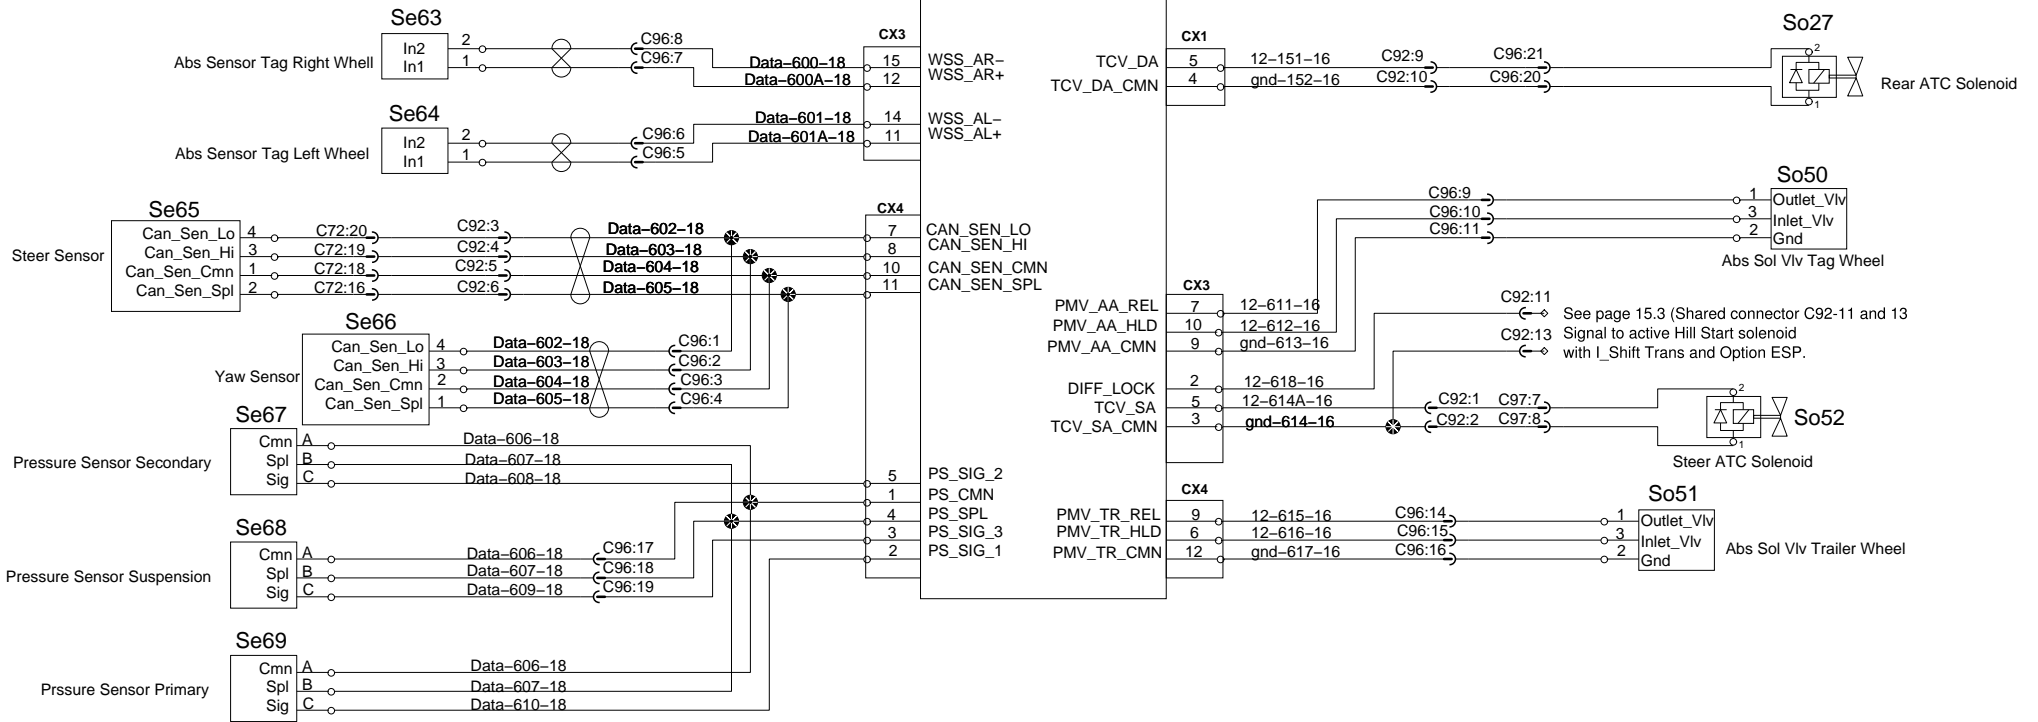 Se63
Abs Sensor Tag Right Whell
In2 2 C96:8 Data-600-18
In1 1 C96:7 Data-600A-18
CX3
15 WSS_AR-
12 WSS_AR+
14 WSS_AL-
11 WSS_AL+
Se64
Abs Sensor Tag Left Wheel
In2 2 C96:6 Data-601-18
In1 1 C96:5 Data-601A-18
Se65
Steer Sensor
Can_Sen_Lo 4 C72:20 C92:3 Data-602-18
Can_Sen_Hi 3 C72:19 C92:4 Data-603-18
Can_Sen_Cmn 1 C72:18 C92:5 Data-604-18
Can_Sen_Spl 2 C72:16 C92:6 Data-605-18
CX4
7 CAN_SEN_LO
8 CAN_SEN_HI
10 CAN_SEN_CMN
11 CAN_SEN_SPL
Se66
Yaw Sensor
Can_Sen_Lo 4 Data-602-18 C96:1
Can_Sen_Hi 3 Data-603-18 C96:2
Can_Sen_Cmn 2 Data-604-18 C96:3
Can_Sen_Spl 1 Data-605-18 C96:4
Se67
Pressure Sensor Secondary
Cmn A Data-606-18
Spl B Data-607-18
Sig C Data-608-18
5 PS_SIG_2
1 PS_CMN
4 PS_SPL
3 PS_SIG_3
2 PS_SIG_1
Se68
Pressure Sensor Suspension
Cmn A Data-606-18 C96:17
Spl B Data-607-18 C96:18
Sig C Data-609-18 C96:19
Se69
Prssure Sensor Primary
Cmn A Data-606-18
Spl B Data-607-18
Sig C Data-610-18
CX1
TCV_DA 5 12-151-16 C92:9 C96:21
TCV_DA_CMN 4 gnd-152-16 C92:10 C96:20
So27
2
1
Rear ATC Solenoid
So50
C96:9 1 Outlet_Vlv
C96:10 3 Inlet_Vlv
C96:11 2 Gnd
Abs Sol Vlv Tag Wheel
CX3
PMV_AA_REL 7 12-611-16
PMV_AA_HLD 10 12-612-16
PMV_AA_CMN 9 gnd-613-16
DIFF_LOCK 2 12-618-16
TCV_SA 5 12-614A-16 C92:1 C97:7
TCV_SA_CMN 3 gnd-614-16 C92:2 C97:8
C92:11
C92:13
See page 15.3 (Shared connector C92-11 and 13
Signal to active Hill Start solenoid
with I_Shift Trans and Option ESP.
2
1
So52
Steer ATC Solenoid
CX4
PMV_TR_REL 9 12-615-16 C96:14
PMV_TR_HLD 6 12-616-16 C96:15
PMV_TR_CMN 12 gnd-617-16 C96:16
So51
1 Outlet_Vlv
3 Inlet_Vlv
2 Gnd
Abs Sol Vlv Trailer Wheel